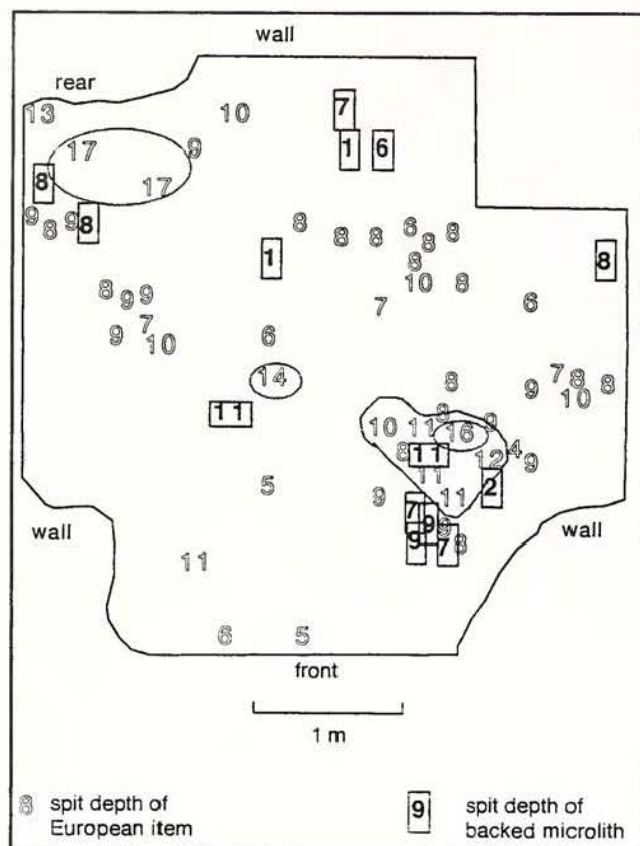 wall
rear
7
13 10
17 9 1 6
8 17
9 8 9 8 8 8 8 6 8 8
1 8 8
8 9 9 10 8
7 6
9 7 10 6
14 8 7 8 8
9 10
11 9 9
10 11 16 4
8 11 12 9
11
5 9 11 2
wall 7 9 9 wall
11 9 7 8
6 5
front
1 m
8 spit depth of
European item
9 spit depth of
backed microlith